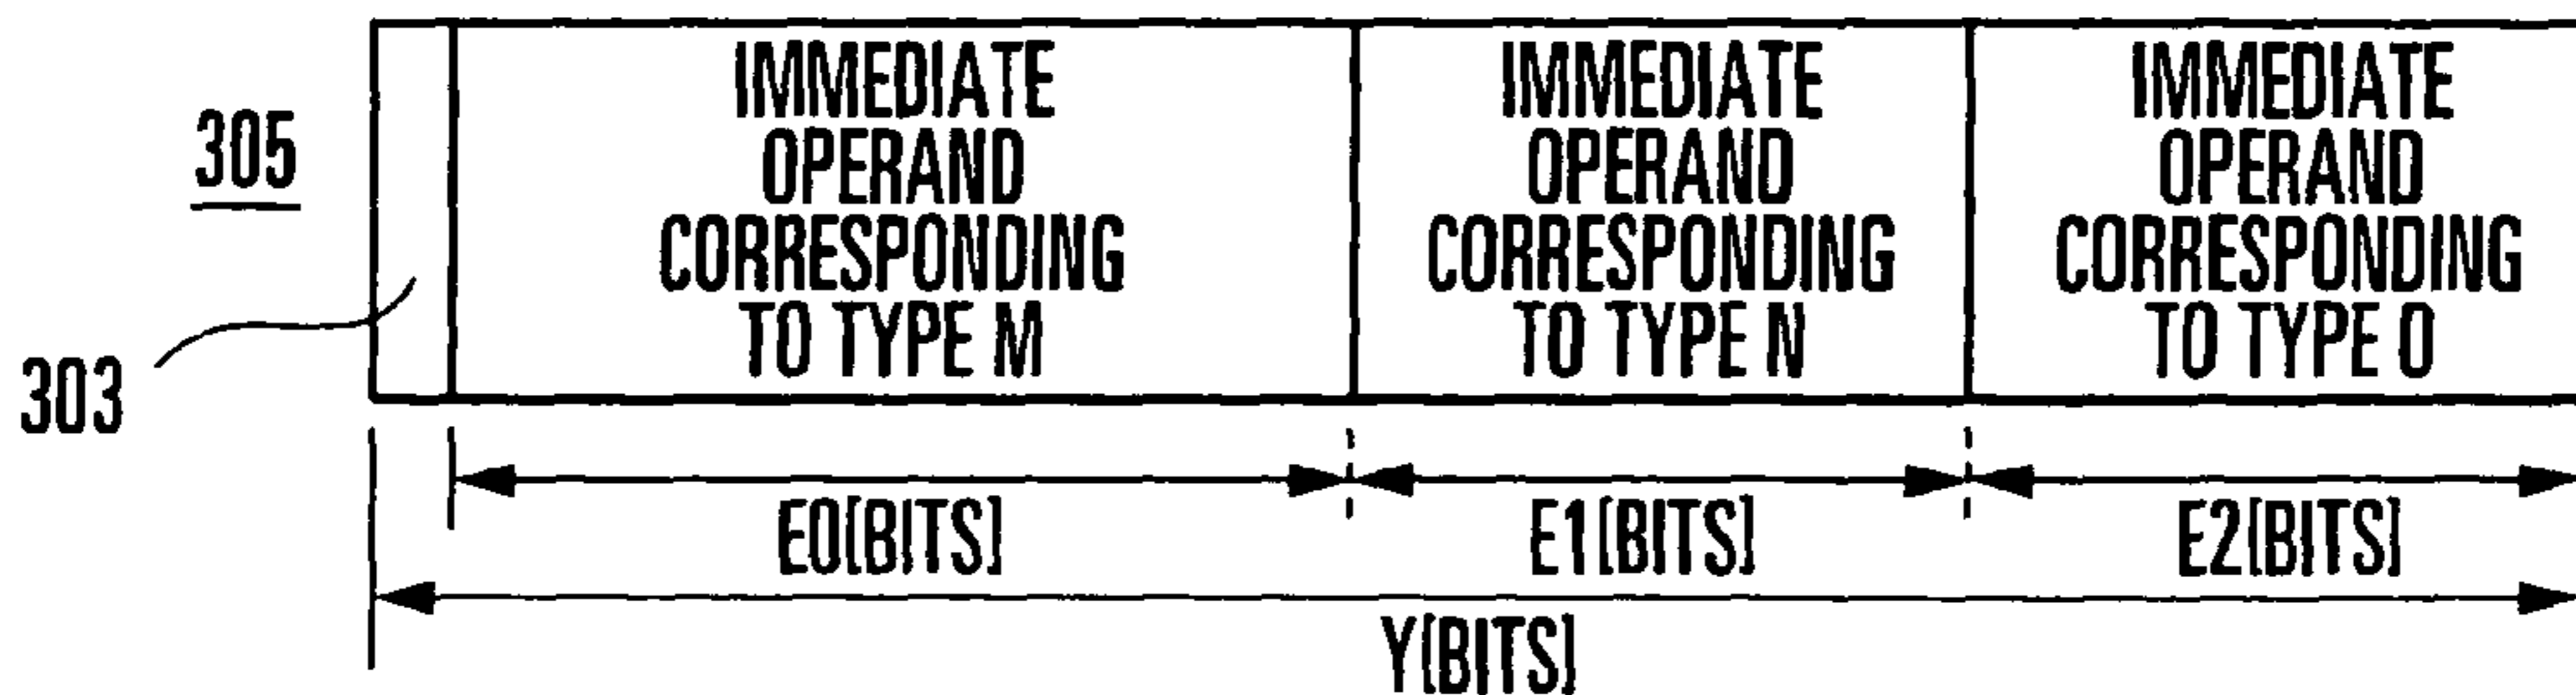 305
303
IMMEDIATE
OPERAND
CORRESPONDING
TO TYPE M
IMMEDIATE
OPERAND
CORRESPONDING
TO TYPE N
IMMEDIATE
OPERAND
CORRESPONDING
TO TYPE O
E0[BITS]
E1[BITS]
E2[BITS]
Y[BITS]